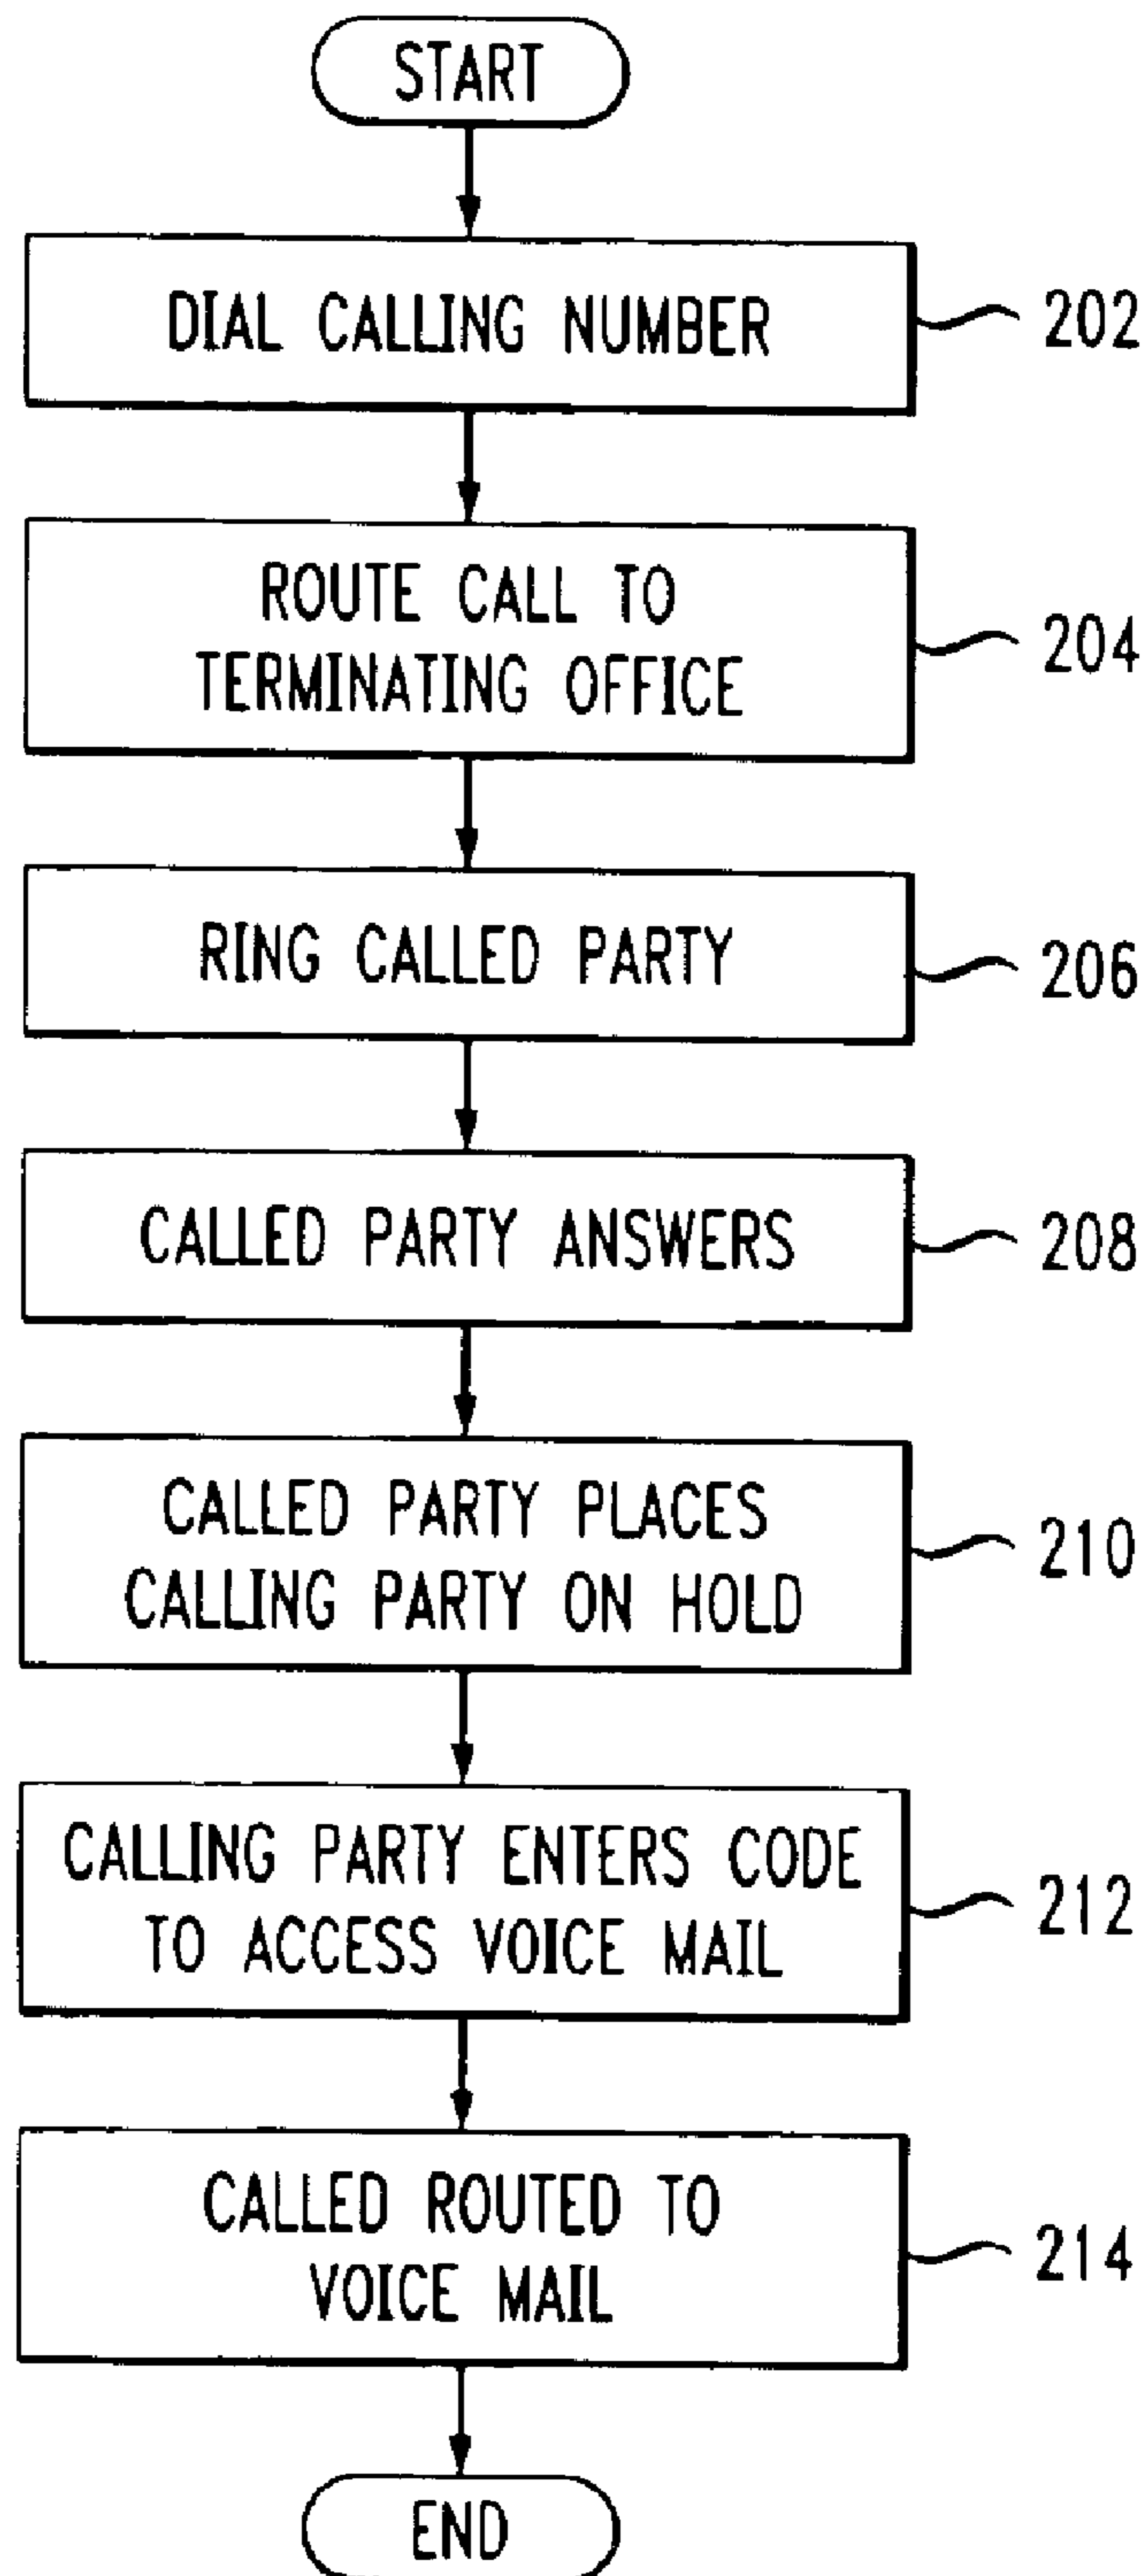 START
DIAL CALLING NUMBER
202
ROUTE CALL TO
TERMINATING OFFICE
204
RING CALLED PARTY
206
CALLED PARTY ANSWERS
208
CALLED PARTY PLACES
CALLING PARTY ON HOLD
210
CALLING PARTY ENTERS CODE
TO ACCESS VOICE MAIL
212
CALLED ROUTED TO
VOICE MAIL
214
END